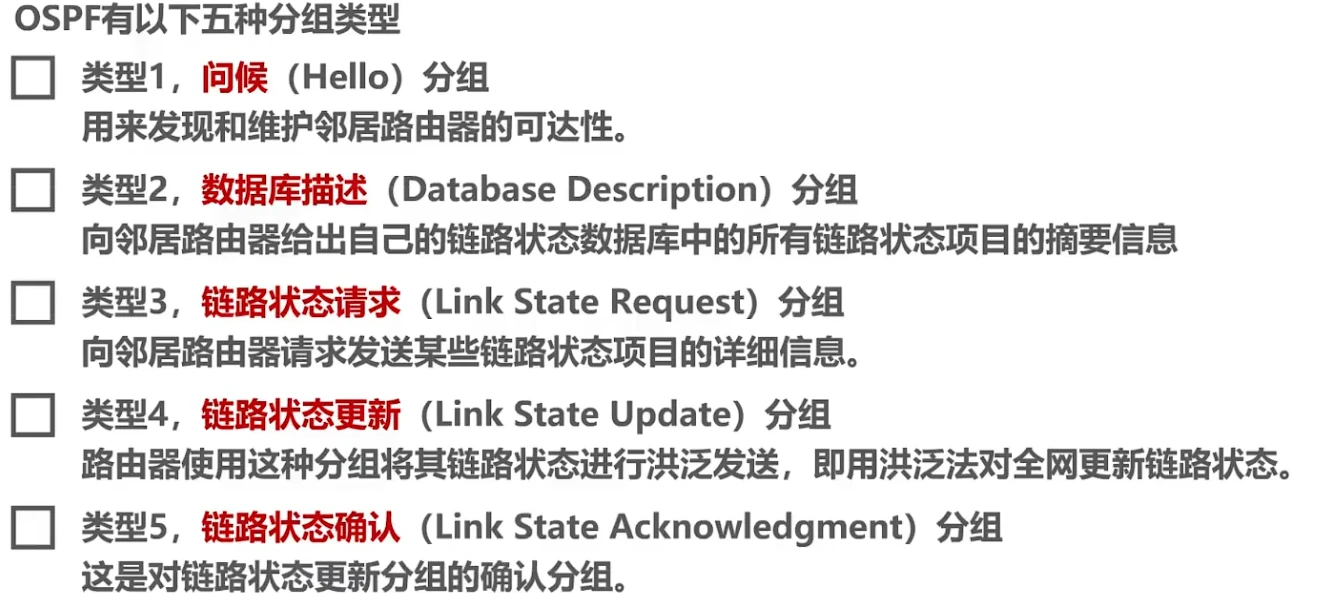 OSPF有以下五种分组类型
类型1，问候（Hello）分组
用来发现和维护邻居路由器的可达性。
类型2，数据库描述（Database Description）分组
向邻居路由器给出自己的链路状态数据库中的所有链路状态项目的摘要信息
类型3，链路状态请求（Link State Request）分组
向邻居路由器请求发送某些链路状态项目的详细信息。
类型4，链路状态更新（Link State Update）分组
路由器使用这种分组将其链路状态进行洪泛发送，即用洪泛法对全网更新链路状态。
类型5，链路状态确认（Link State Acknowledgment）分组
这是对链路状态更新分组的确认分组。